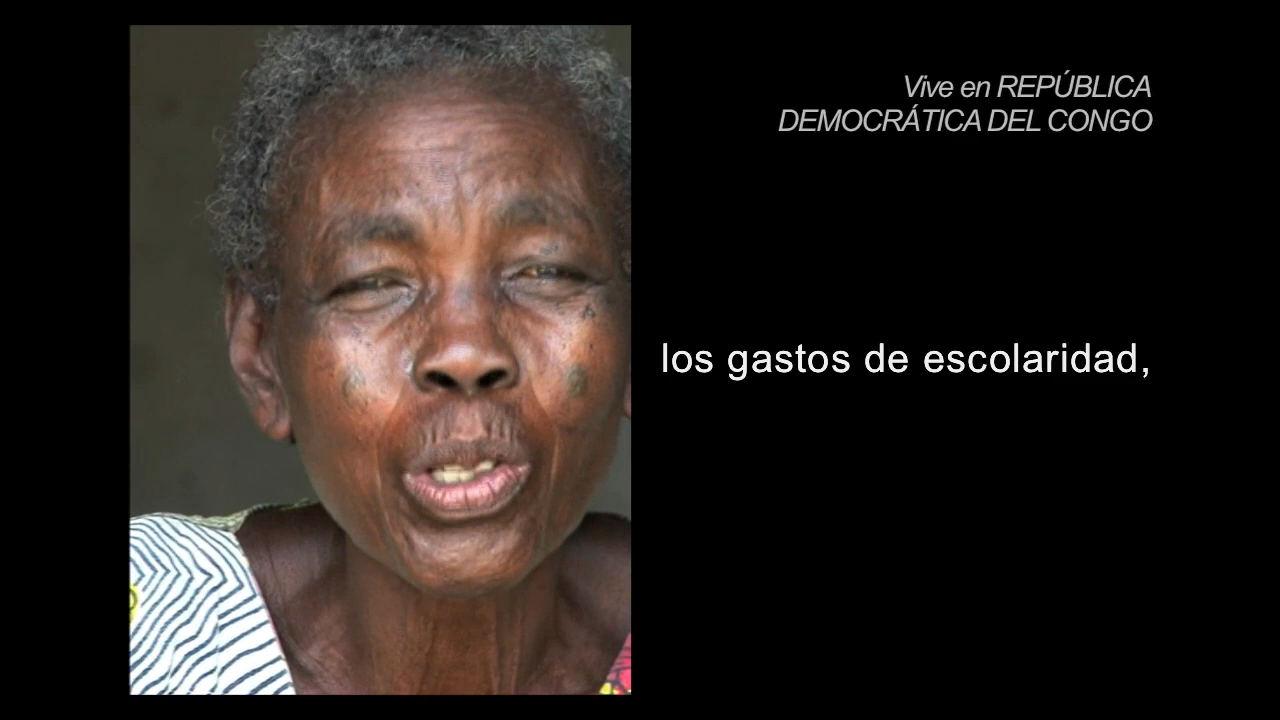 Vive en REPÚBLICA
DEMOCRÁTICA DEL CONGO
los gastos de escolaridad,